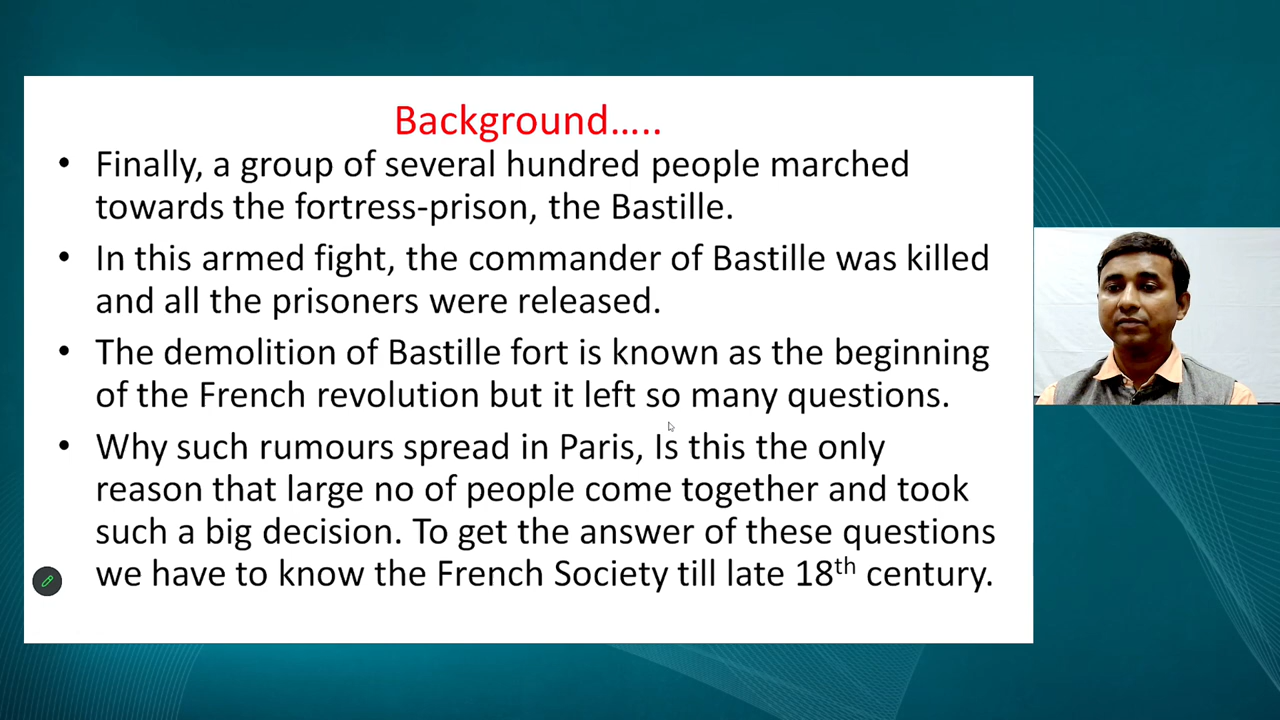 Background.....
• Finally, a group of several hundred people marched
towards the fortress-prison, the Bastille.
• In this armed fight, the commander of Bastille was killed
and all the prisoners were released.
• The demolition of Bastille fort is known as the beginning
of the French revolution but it left so many questions.
• Why such rumours spread in Paris, Is this the only
reason that large no of people come together and took
such a big decision. To get the answer of these questions
we have to know the French Society till late 18th century.